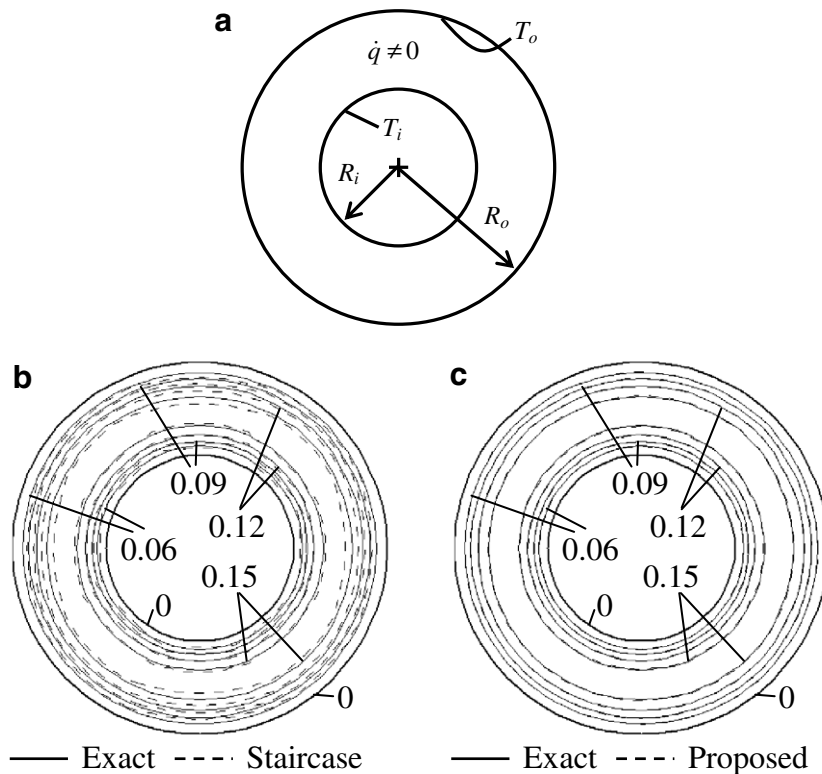 a
T_o
q̇ ≠ 0
T_i
R_i
R_o
b
0.09
0.12
0.06
0.15
0
0
Exact Staircase
c
0.09
0.12
0.06
0.15
0
0
Exact Proposed